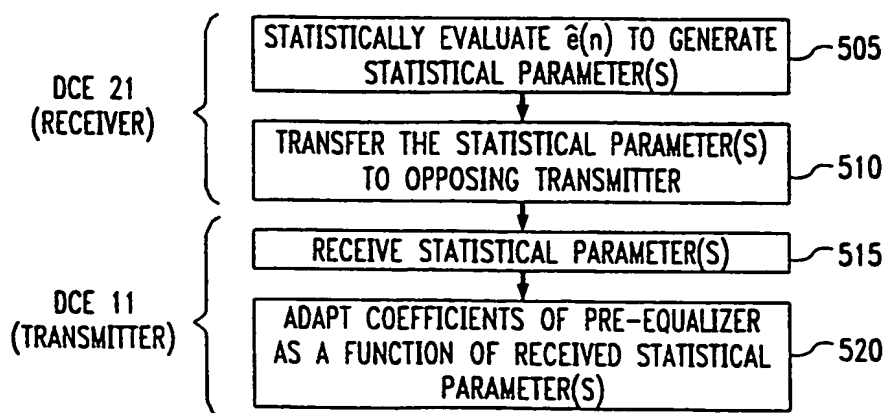 STATISTICALLY EVALUATE ê(n) TO GENERATE
STATISTICAL PARAMETER(S)
505
DCE 21
(RECEIVER)
TRANSFER THE STATISTICAL PARAMETER(S)
TO OPPOSING TRANSMITTER
510
RECEIVE STATISTICAL PARAMETER(S)
515
DCE 11
(TRANSMITTER)
ADAPT COEFFICIENTS OF PRE-EQUALIZER
AS A FUNCTION OF RECEIVED STATISTICAL
PARAMETER(S)
520